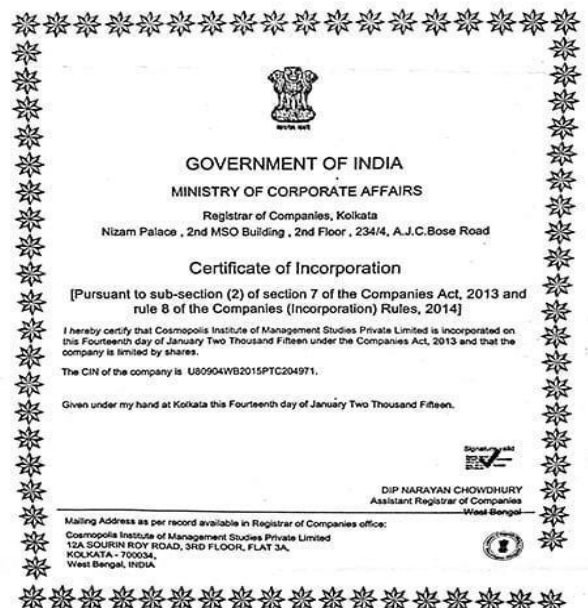 GOVERNMENT OF INDIA
MINISTRY OF CORPORATE AFFAIRS
Registrar of Companies, Kolkata
Nizam Palace , 2nd MSO Building , 2nd Floor , 234/4, A.J.C.Bose Road
Certificate of Incorporation
[Pursuant to sub-section (2) of section 7 of the Companies Act, 2013 and
rule 8 of the Companies (Incorporation) Rules, 2014]
I hereby certify that Cosmopolis Institute of Management Studies Private Limited is incorporated on
this Fourteenth day of January Two Thousand Fifteen under the Companies Act, 2013 and that the
company is limited by shares.
The CIN of the company is U80904WB2015PTC204971.
Given under my hand at Kolkata this Fourteenth day of January Two Thousand Fifteen.
Signature valid
DIP NARAYAN CHOWDHURY
Assistant Registrar of Companies
West Bengal
Mailing Address as per record available in Registrar of Companies office:
Cosmopolis Institute of Management Studies Private Limited
12A SOURIN ROY ROAD, 3RD FLOOR, FLAT 3A,
KOLKATA - 700034,
West Bengal, INDIA